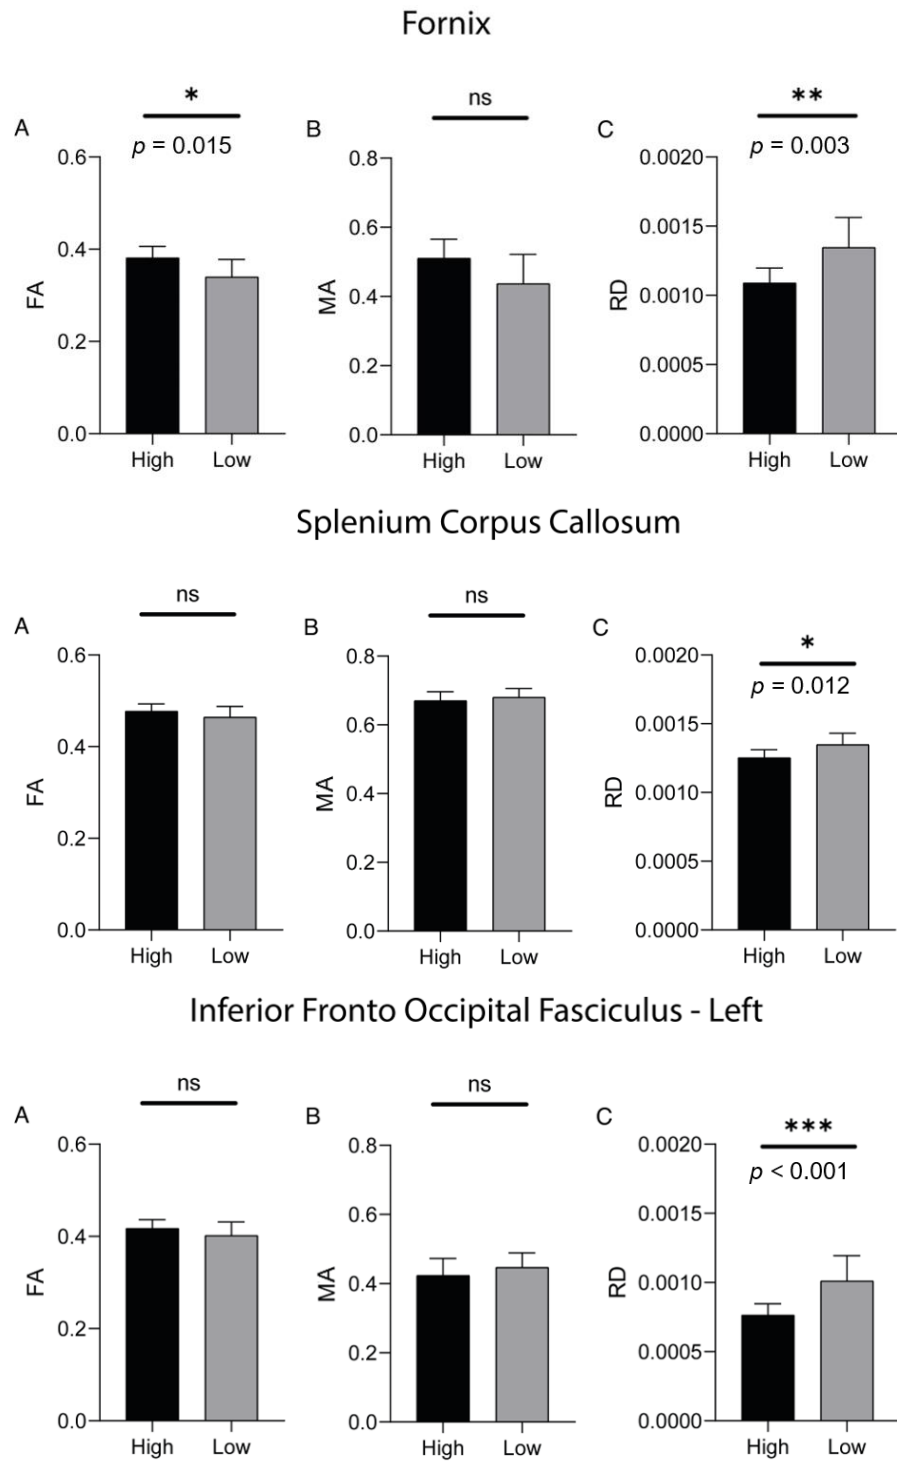 Fornix
* ns **
A B C
p = 0.015 p = 0.003
0.6 0.8 0.0020
0.4 0.6 0.0015
0.2 0.4 0.0010
0.0 0.2 0.0005
0.0 0.0000
FA MA RD
High Low High Low High Low
Splenium Corpus Callosum
ns ns *
A B C
p = 0.012
0.6 0.8 0.0020
0.4 0.6 0.0015
0.2 0.4 0.0010
0.0 0.2 0.0005
0.0 0.0000
FA MA RD
High Low High Low High Low
Inferior Fronto Occipital Fasciculus - Left
ns ns ***
A B C
p < 0.001
0.6 0.8 0.0020
0.4 0.6 0.0015
0.2 0.4 0.0010
0.0 0.2 0.0005
0.0 0.0000
FA MA RD
High Low High Low High Low